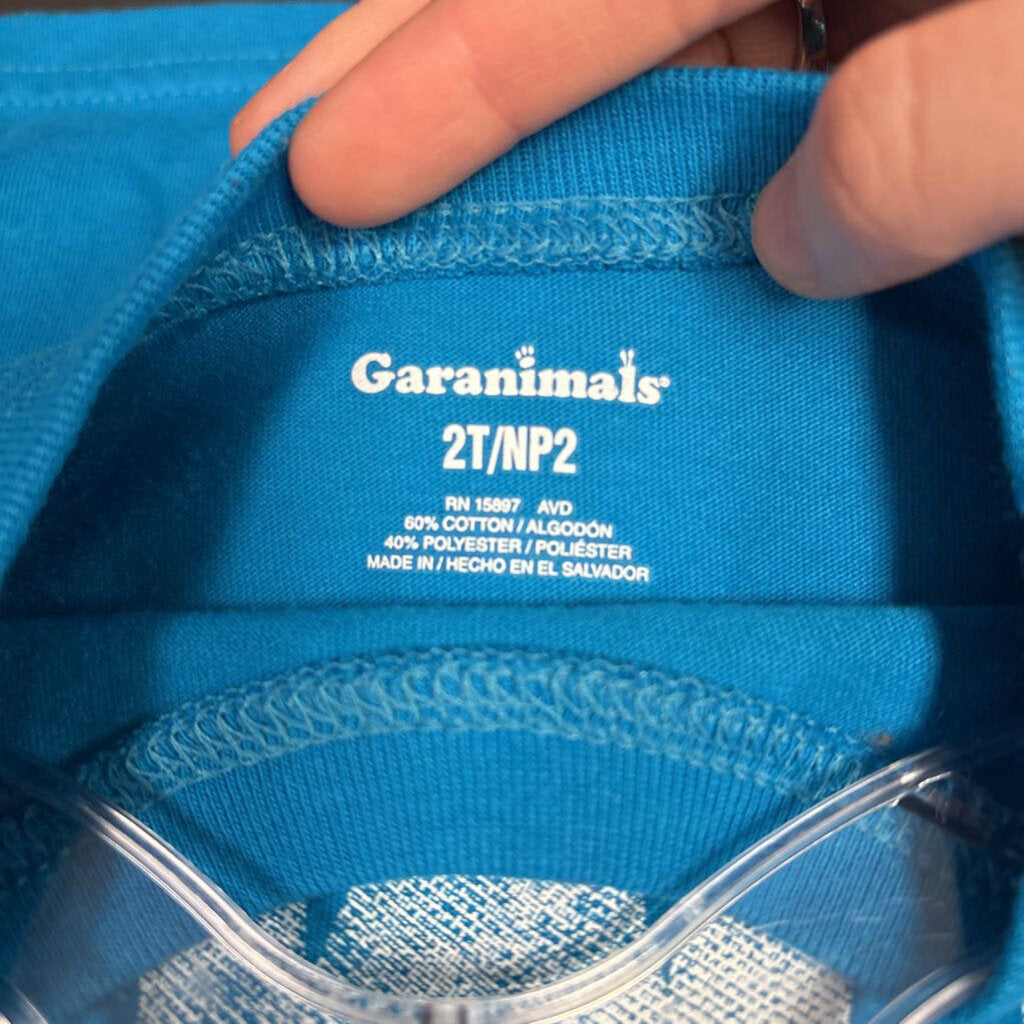 Garanimals®
2T/NP2
RN 15897 AVD
60% COTTON / ALGODÓN
40% POLYESTER / POLIÉSTER
MADE IN / HECHO EN EL SALVADOR